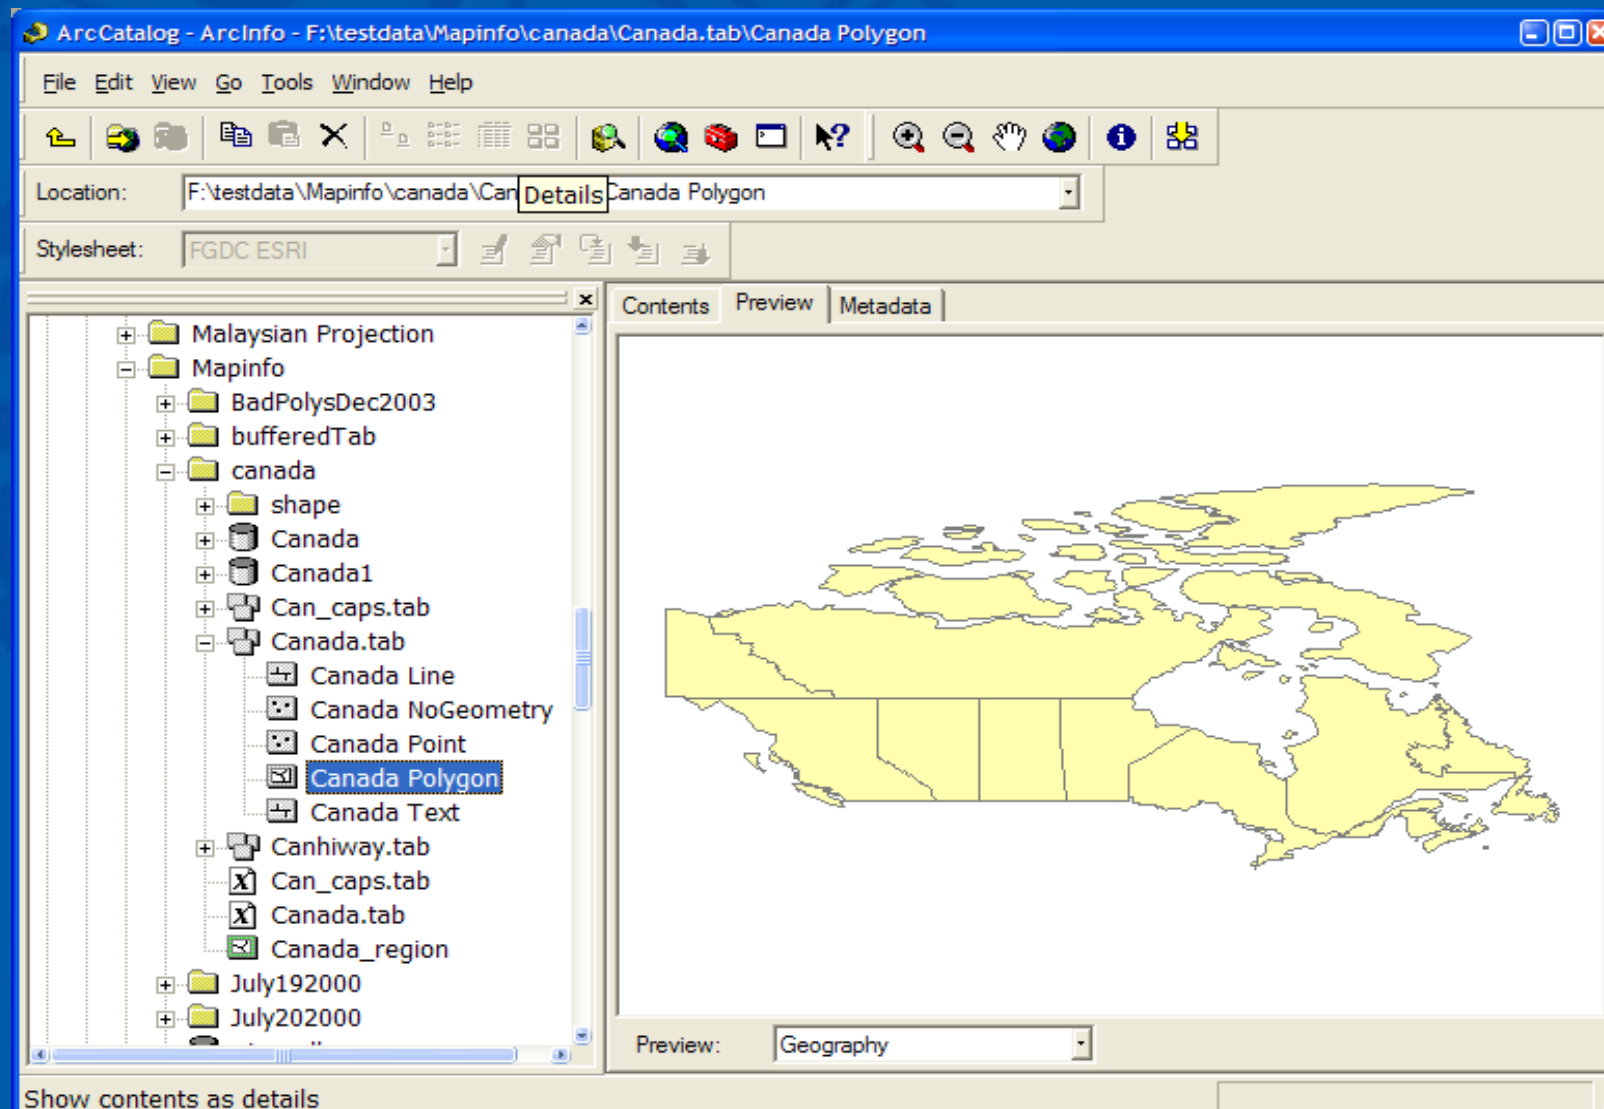 ArcCatalog - ArcInfo - F:\testdata\Mapinfo\canada\Canada.tab\Canada Polygon
File Edit View Go Tools Window Help
Location: F:\testdata\Mapinfo\canada\Can Details Canada Polygon
Stylesheet: FGDC ESRI
Contents Preview Metadata
Malaysian Projection
Mapinfo
BadPolysDec2003
bufferedTab
canada
shape
Canada
Canada1
Can_caps.tab
Canada.tab
Canada Line
Canada NoGeometry
Canada Point
Canada Polygon
Canada Text
Canhiway.tab
Can_caps.tab
Canada.tab
Canada_region
July192000
July202000
Preview: Geography
Show contents as details